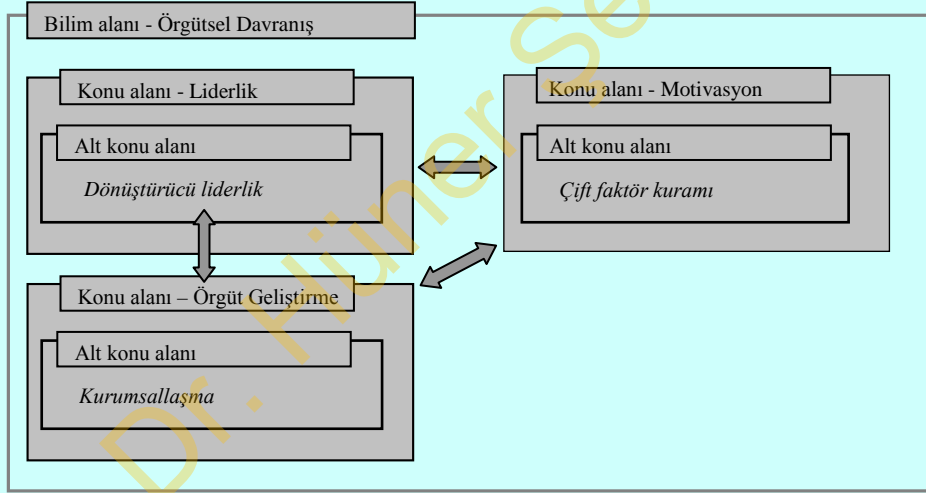 Bilim alanı - Örgütsel Davranış
Konu alanı - Liderlik
Alt konu alanı
Dönüştürücü liderlik
Konu alanı - Motivasyon
Alt konu alanı
Çift faktör kuramı
Konu alanı – Örgüt Geliştirme
Alt konu alanı
Kurumsallaşma
Dr. Hüner